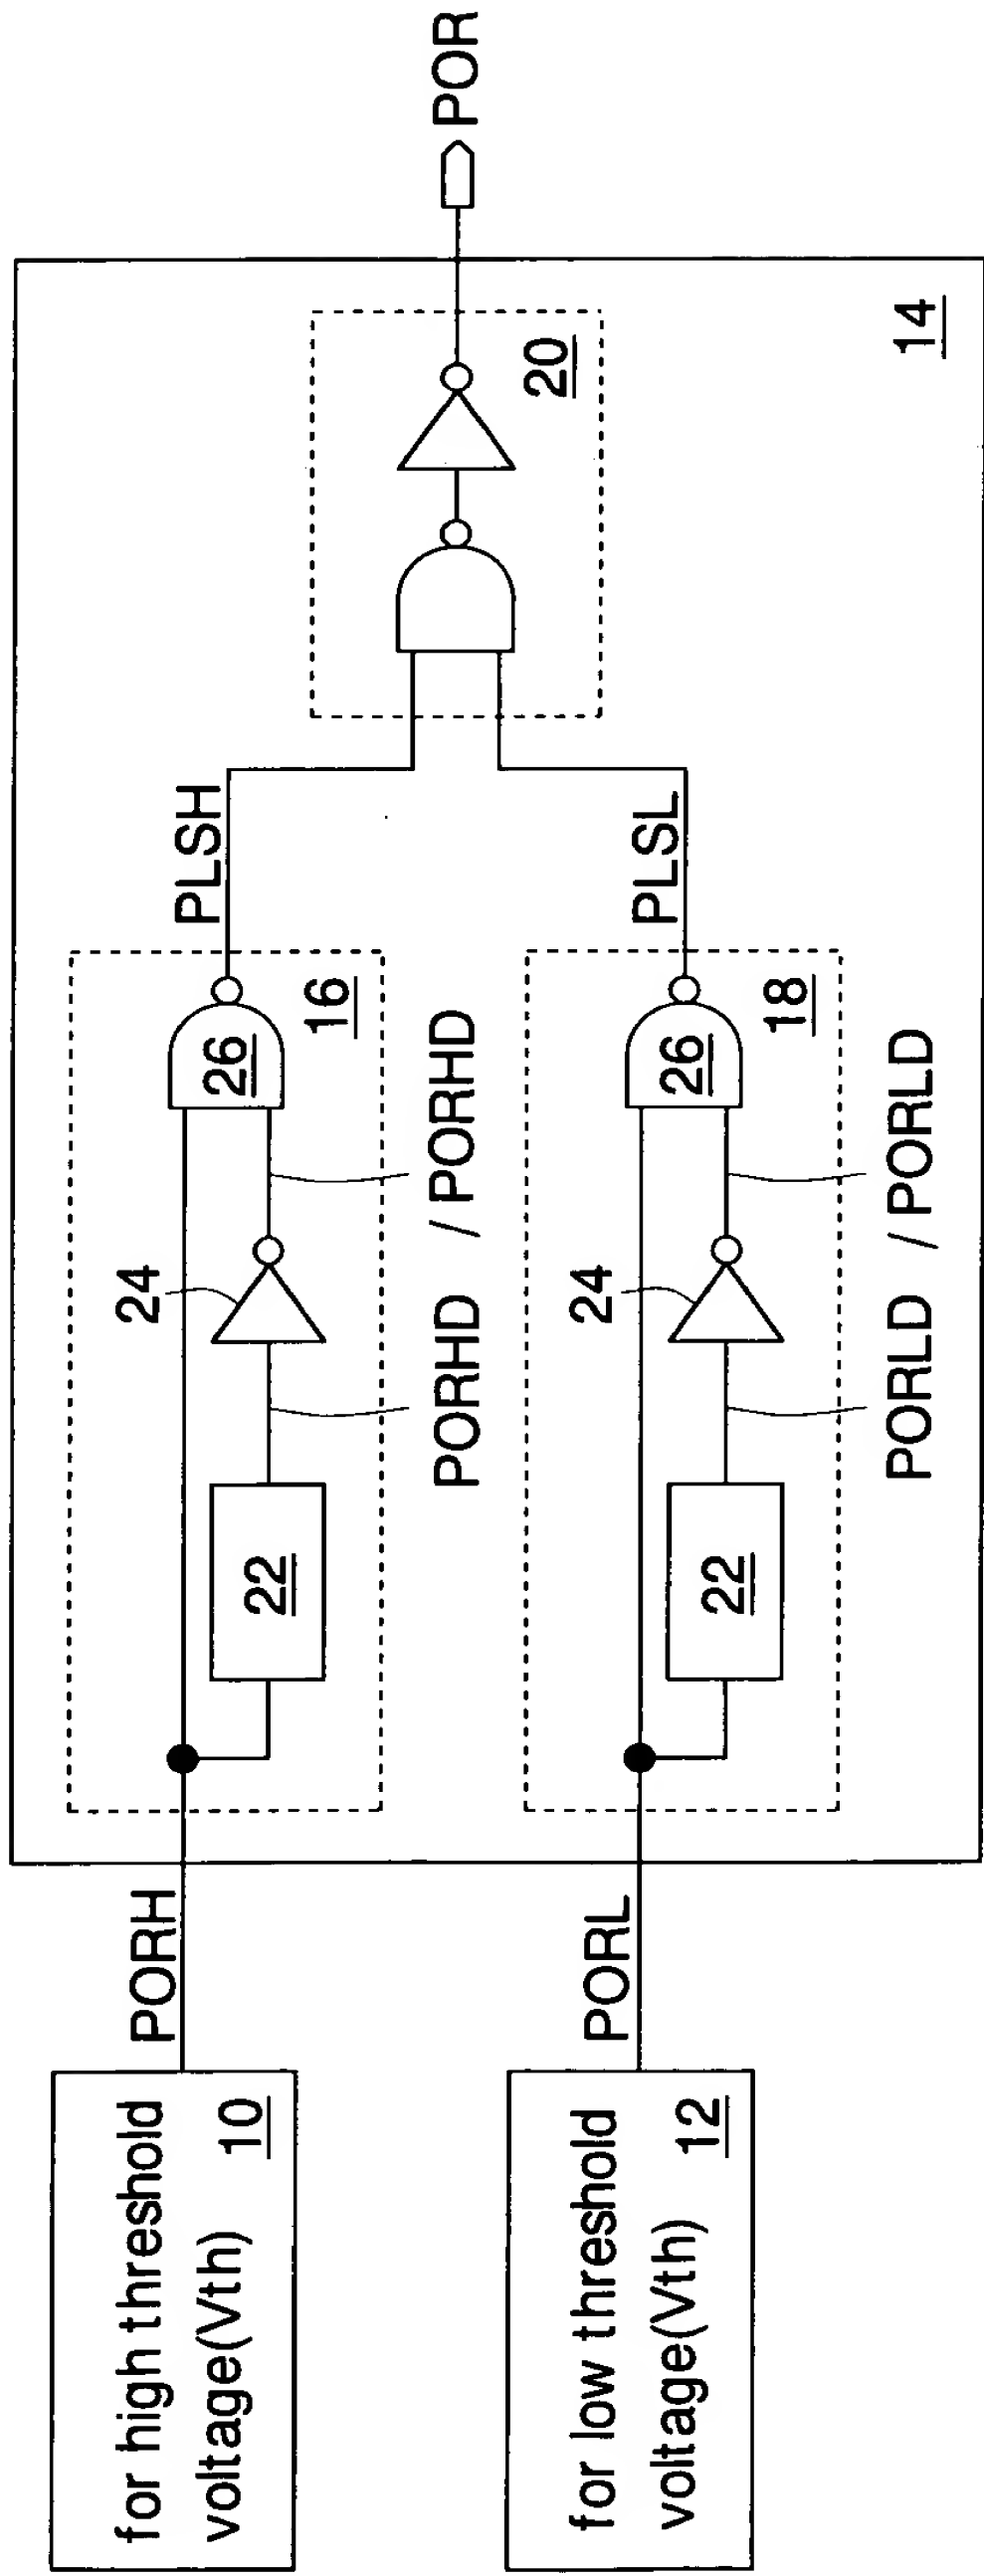 for high threshold
voltage(Vth)
10
PORH
22
24
26
16
PORHD
/ PORHD
PLSH
for low threshold
voltage(Vth)
12
PORL
22
24
26
18
PORLD
/ PORLD
PLSL
20
14
POR